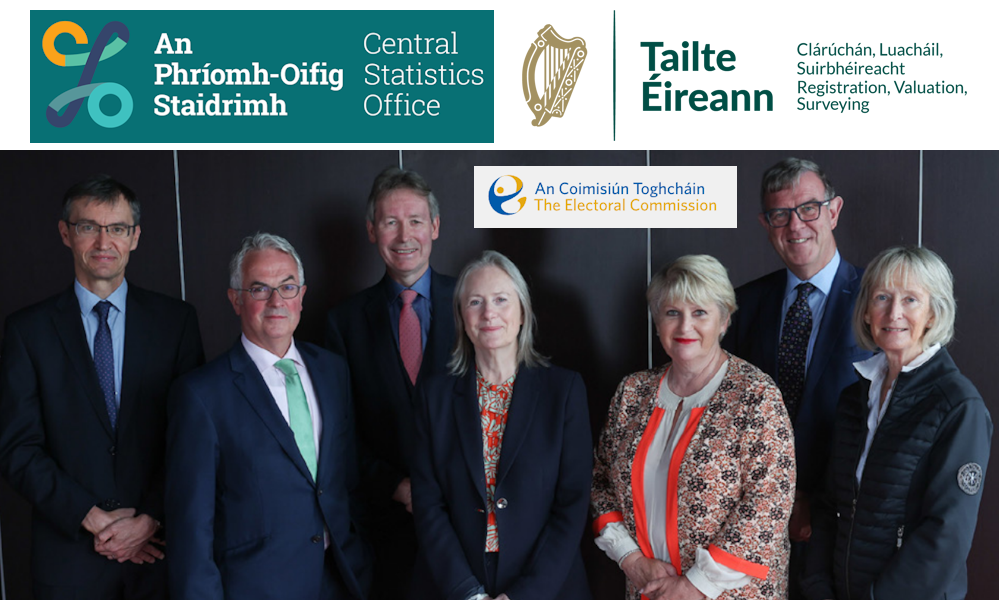 An
Phríomh-Oifig
Staidrimh
Central
Statistics
Office
Tailte
Éireann
Clárúchán, Luacháil,
Suirbhéireacht
Registration, Valuation,
Surveying
An Coimisiún Toghcháin
The Electoral Commission